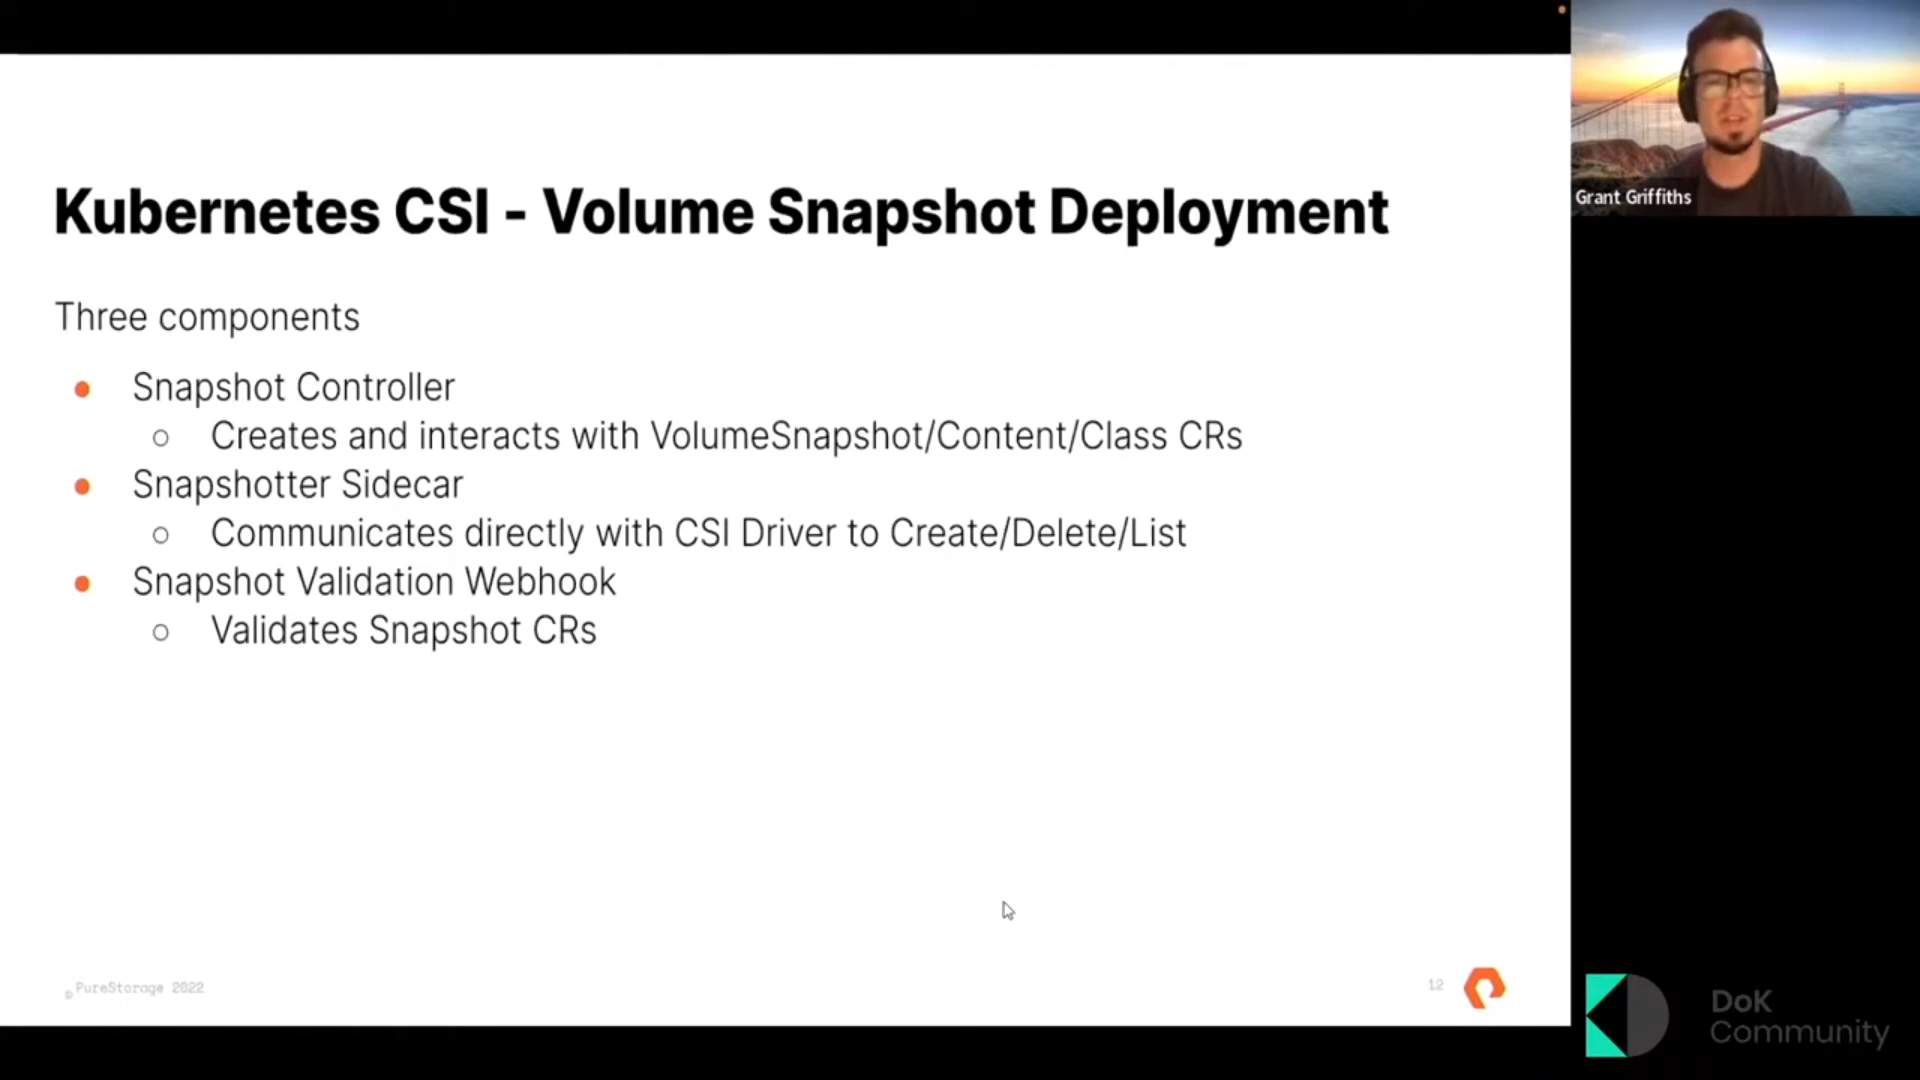 Kubernetes CSI - Volume Snapshot Deployment
Three components
● Snapshot Controller
○ Creates and interacts with VolumeSnapshot/Content/Class CRs
● Snapshotter Sidecar
○ Communicates directly with CSI Driver to Create/Delete/List
● Snapshot Validation Webhook
○ Validates Snapshot CRs
© PureStorage 2022
12
Grant Griffiths
DoK
Community